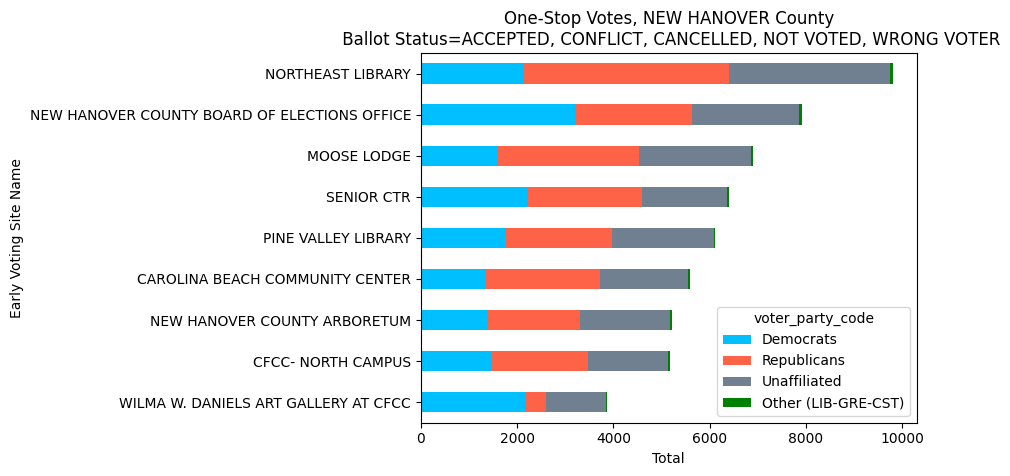 One-Stop Votes, NEW HANOVER County
Ballot Status=ACCEPTED, CONFLICT, CANCELLED, NOT VOTED, WRONG VOTER
Early Voting Site Name
NORTHEAST LIBRARY
NEW HANOVER COUNTY BOARD OF ELECTIONS OFFICE
MOOSE LODGE
SENIOR CTR
PINE VALLEY LIBRARY
CAROLINA BEACH COMMUNITY CENTER
NEW HANOVER COUNTY ARBORETUM
CFCC- NORTH CAMPUS
WILMA W. DANIELS ART GALLERY AT CFCC
voter_party_code
Democrats
Republicans
Unaffiliated
Other (LIB-GRE-CST)
0 2000 4000 6000 8000 10000
Total